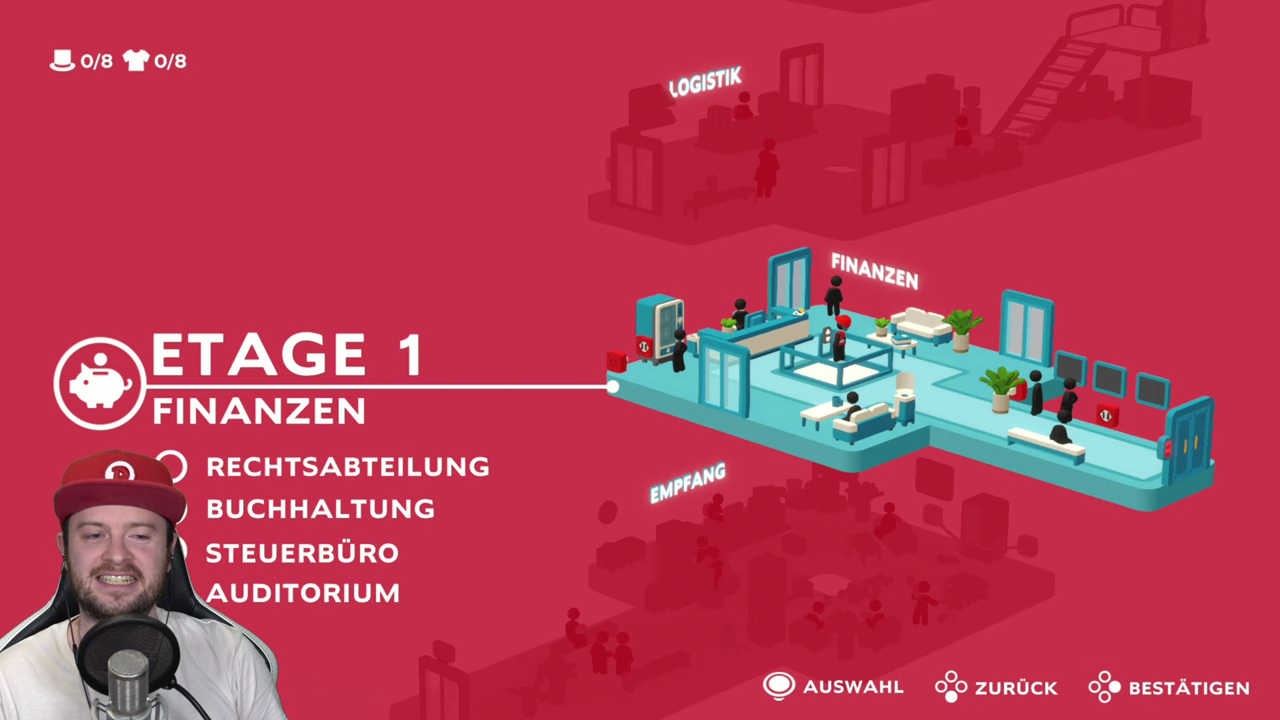 0/8 0/8
LOGISTIK
FINANZEN
ETAGE 1
FINANZEN
RECHTSABTEILUNG
BUCHHALTUNG
STEUERBÜRO
AUDITORIUM
EMPFANG
AUSWAHL ZURÜCK BESTÄTIGEN